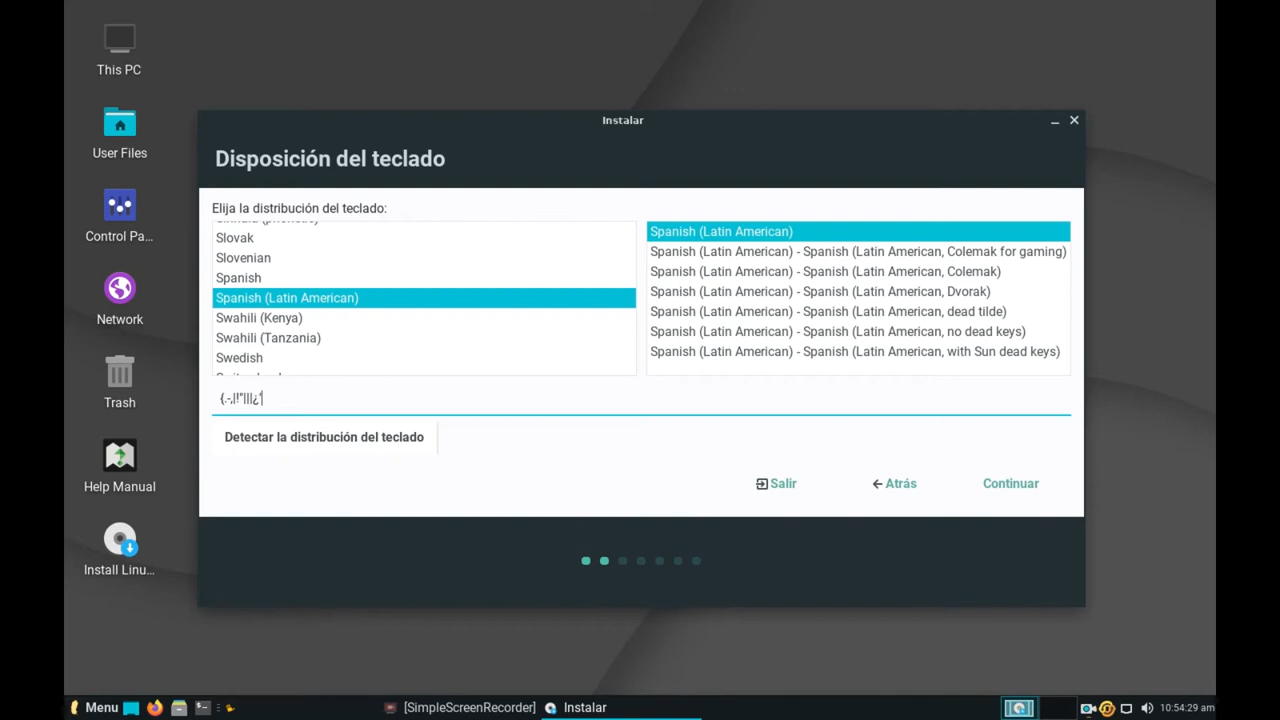 This PC
User Files
Control Pa...
Network
Trash
Help Manual
Install Linu...
Instalar
Disposición del teclado
Elija la distribución del teclado:
Slovak
Slovenian
Spanish
Spanish (Latin American)
Swahili (Kenya)
Swahili (Tanzania)
Swedish
Spanish (Latin American)
Spanish (Latin American) - Spanish (Latin American, Colemak for gaming)
Spanish (Latin American) - Spanish (Latin American, Colemak)
Spanish (Latin American) - Spanish (Latin American, Dvorak)
Spanish (Latin American) - Spanish (Latin American, dead tilde)
Spanish (Latin American) - Spanish (Latin American, no dead keys)
Spanish (Latin American) - Spanish (Latin American, with Sun dead keys)
{.-,|!"|||¿'
Detectar la distribución del teclado
Salir
Atrás
Continuar
Menu
[SimpleScreenRecorder]
Instalar
10:54:29 am